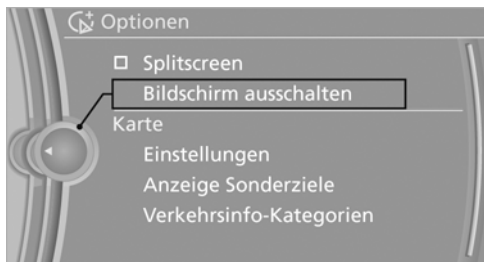 Optionen
Splitscreen
Bildschirm ausschalten
Karte
Einstellungen
Anzeige Sonderziele
Verkehrsinfo-Kategorien